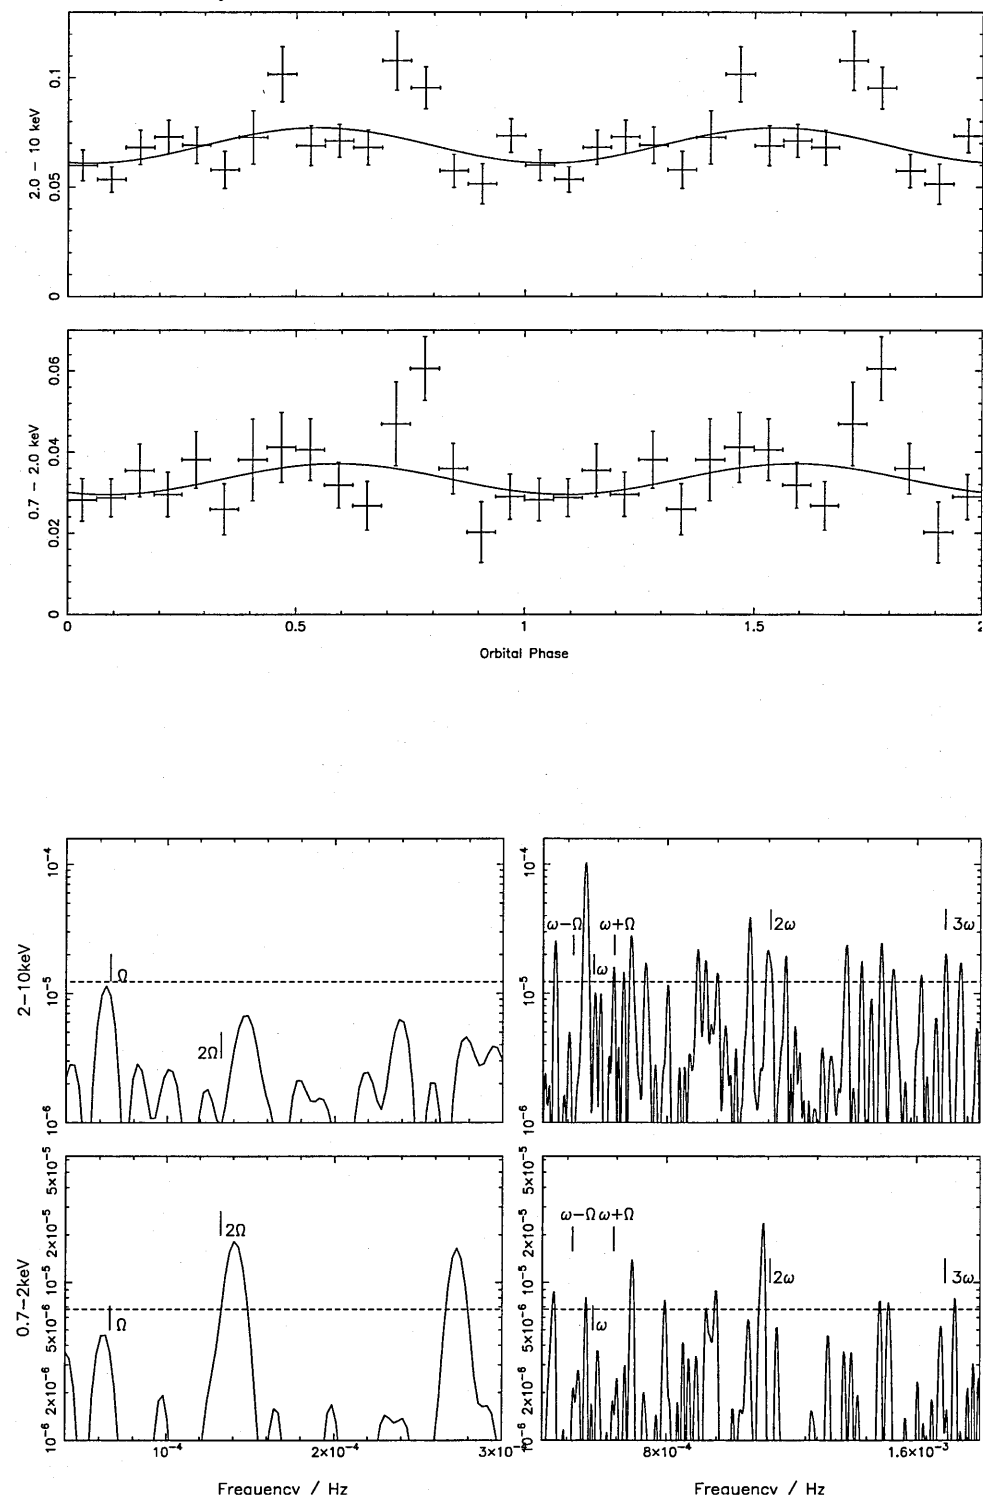 2.0 – 10 keV
0.1
0.05
0
0.7 – 2.0 keV
0.06
0.04
0.02
0
0
0.5
1
1.5
2
Orbital Phase
2–10keV
10⁻⁴
10⁻⁵
10⁻⁶
Ω
2Ω
10⁻⁴
10⁻⁵
10⁻⁶
ω−Ω
ω+Ω
ω
2ω
3ω
0.7–2keV
5×10⁻⁵
2×10⁻⁵
10⁻⁵
5×10⁻⁶
2×10⁻⁶
10⁻⁶
Ω
2Ω
10⁻⁴
2×10⁻⁴
3×10⁻⁴
Frequency / Hz
5×10⁻⁵
2×10⁻⁵
10⁻⁵
5×10⁻⁶
2×10⁻⁶
10⁻⁶
ω−Ω
ω+Ω
ω
2ω
3ω
8×10⁻⁴
1.6×10⁻³
Frequency / Hz